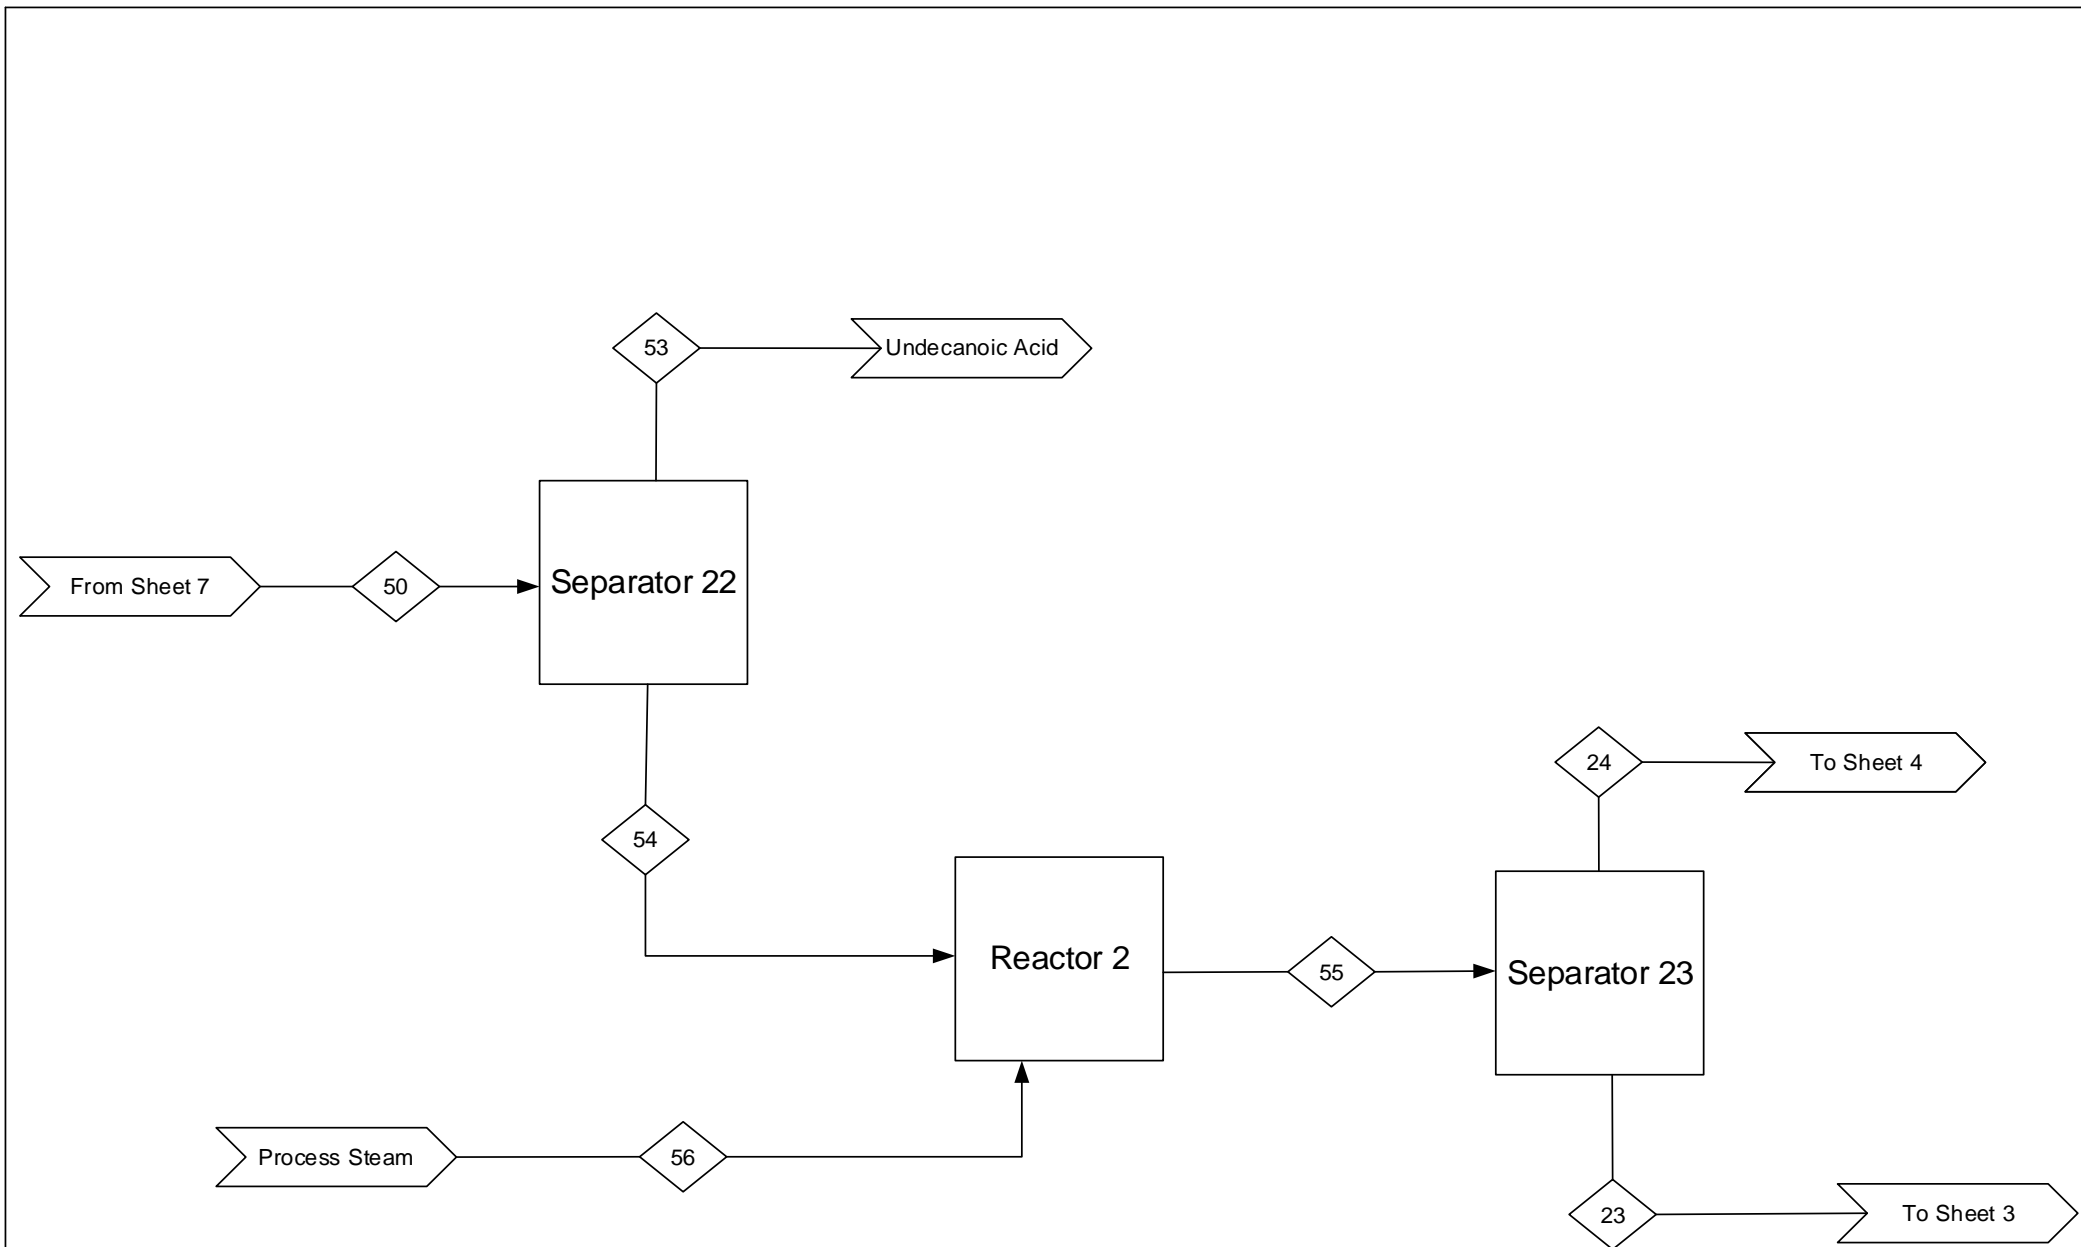 53
Undecanoic Acid
From Sheet 7
50
Separator 22
24
To Sheet 4
54
Reactor 2
55
Separator 23
Process Steam
56
23
To Sheet 3